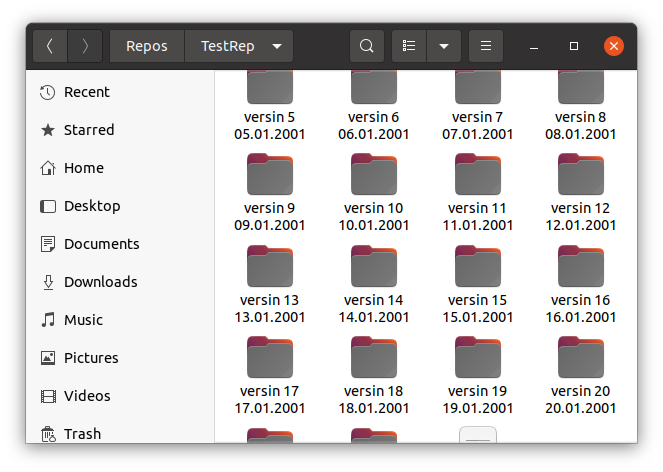 Repos
TestRep
Recent
Starred
Home
Desktop
Documents
Downloads
Music
Pictures
Videos
Trash
versin 5
05.01.2001
versin 6
06.01.2001
versin 7
07.01.2001
versin 8
08.01.2001
versin 9
09.01.2001
versin 10
10.01.2001
versin 11
11.01.2001
versin 12
12.01.2001
versin 13
13.01.2001
versin 14
14.01.2001
versin 15
15.01.2001
versin 16
16.01.2001
versin 17
17.01.2001
versin 18
18.01.2001
versin 19
19.01.2001
versin 20
20.01.2001